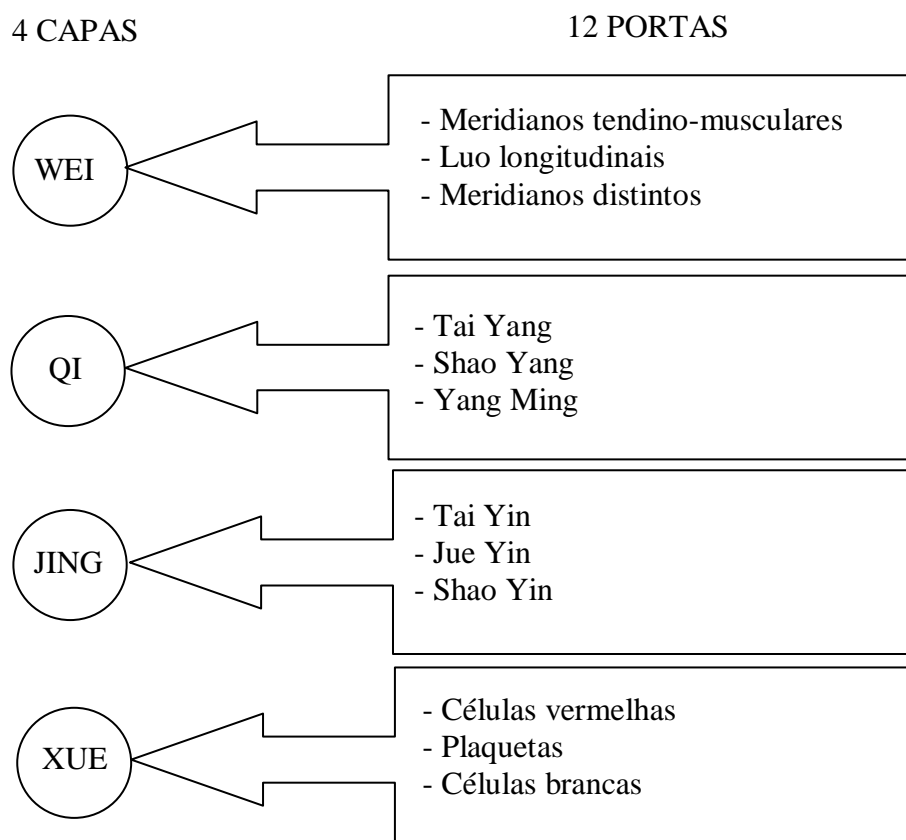 4 CAPAS
12 PORTAS
WEI
- Meridianos tendino-musculares
- Luo longitudinais
- Meridianos distintos
QI
- Tai Yang
- Shao Yang
- Yang Ming
JING
- Tai Yin
- Jue Yin
- Shao Yin
XUE
- Células vermelhas
- Plaquetas
- Células brancas